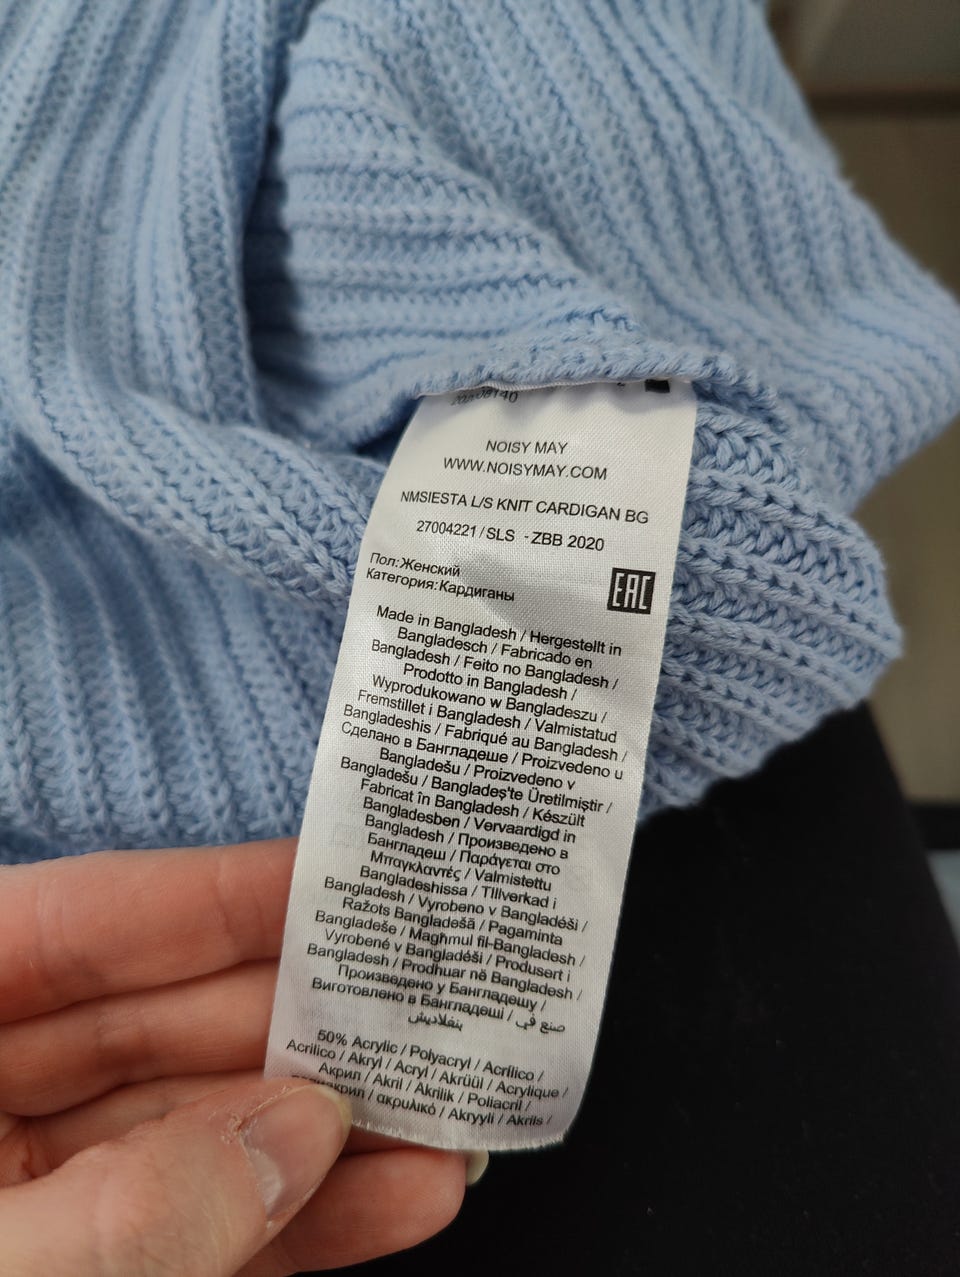 NOISY MAY
WWW.NOISYMAY.COM
NMSIESTA L/S KNIT CARDIGAN BG
27004221/SLS -ZBB 2020
Пол:Женский
Категория:Кардиганы
EAC
Made in Bangladesh / Hergestellt in
Bangladesch / Fabricado en
Bangladesh / Feito no Bangladesh /
Prodotto in Bangladesh /
Wyprodukowano w Bangladeszu /
Fremstillet i Bangladesh / Valmistatud
Bangladeshis / Fabriqué au Bangladesh /
Сделано в Бангладеше / Proizvedeno u
Bangladešu / Proizvedeno v
Bangladešu / Bangladeş'te Üretilmiştir /
Fabricat în Bangladesh / Készült
Bangladesben / Vervaardigd in
Bangladesh / Произведено в
Бангладеш / Παράγεται στο
Μπαγκλαντές / Valmistettu
Bangladeshissa / TIllverkad i
Bangladesh / Vyrobeno v Bangladéši /
Ražots Bangladešā / Pagaminta
Bangladeše / Magħmul fil-Bangladesh /
Vyrobené v Bangladéši / Produsert i
Bangladesh / Prodhuar në Bangladesh /
Произведено у Бангладешу /
Виготовлено в Бангладеші / صنع في
بنغلاديش
50% Acrylic / Polyacryl / Acrílico /
Acrilico / Akryl / Acryl / Akrüül / Acrylique /
Акрил / Akril / Akrilik / Poliacril /
/ ακρυλικό / Akryyli / Akrils /